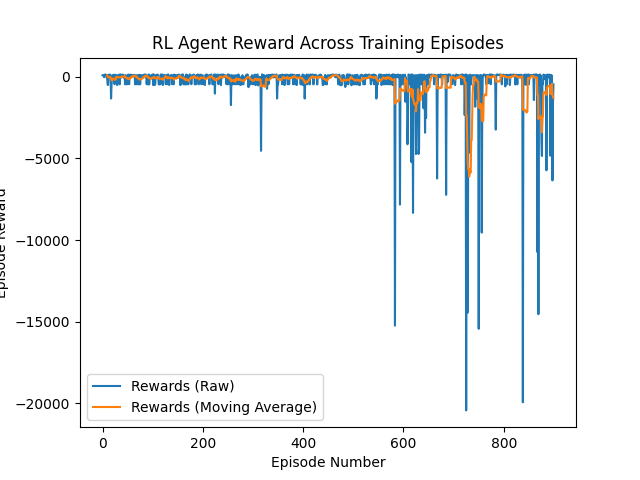 RL Agent Reward Across Training Episodes
Episode Reward
0
−5000
−10000
−15000
−20000
Rewards (Raw)
Rewards (Moving Average)
0
200
400
600
800
Episode Number